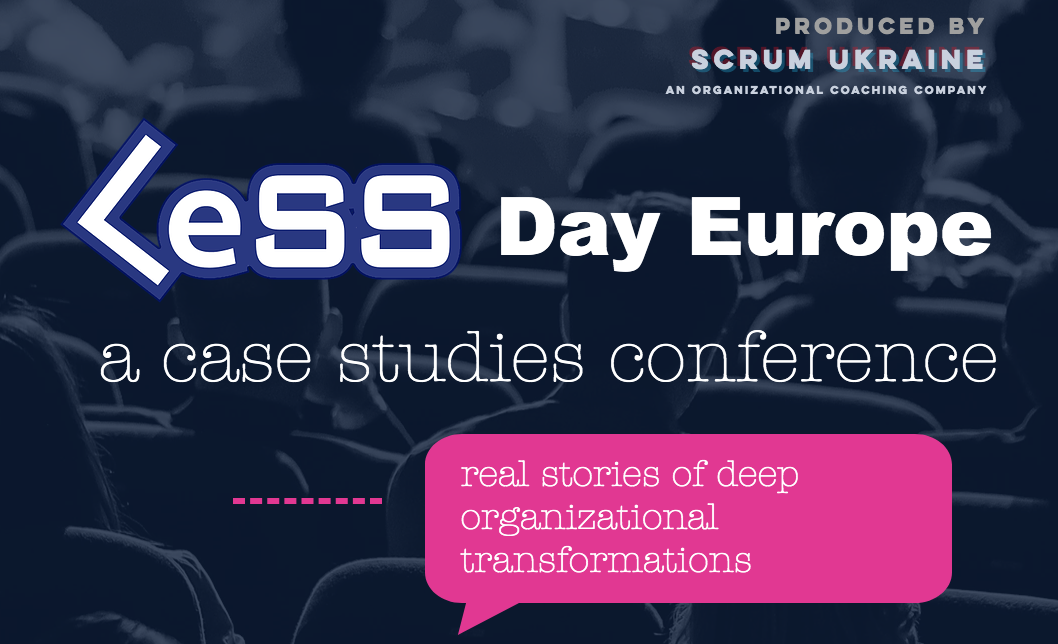 PRODUCED BY
SCRUM UKRAINE
AN ORGANIZATIONAL COACHING COMPANY
LeSS Day Europe
a case studies conference
real stories of deep
organizational
transformations